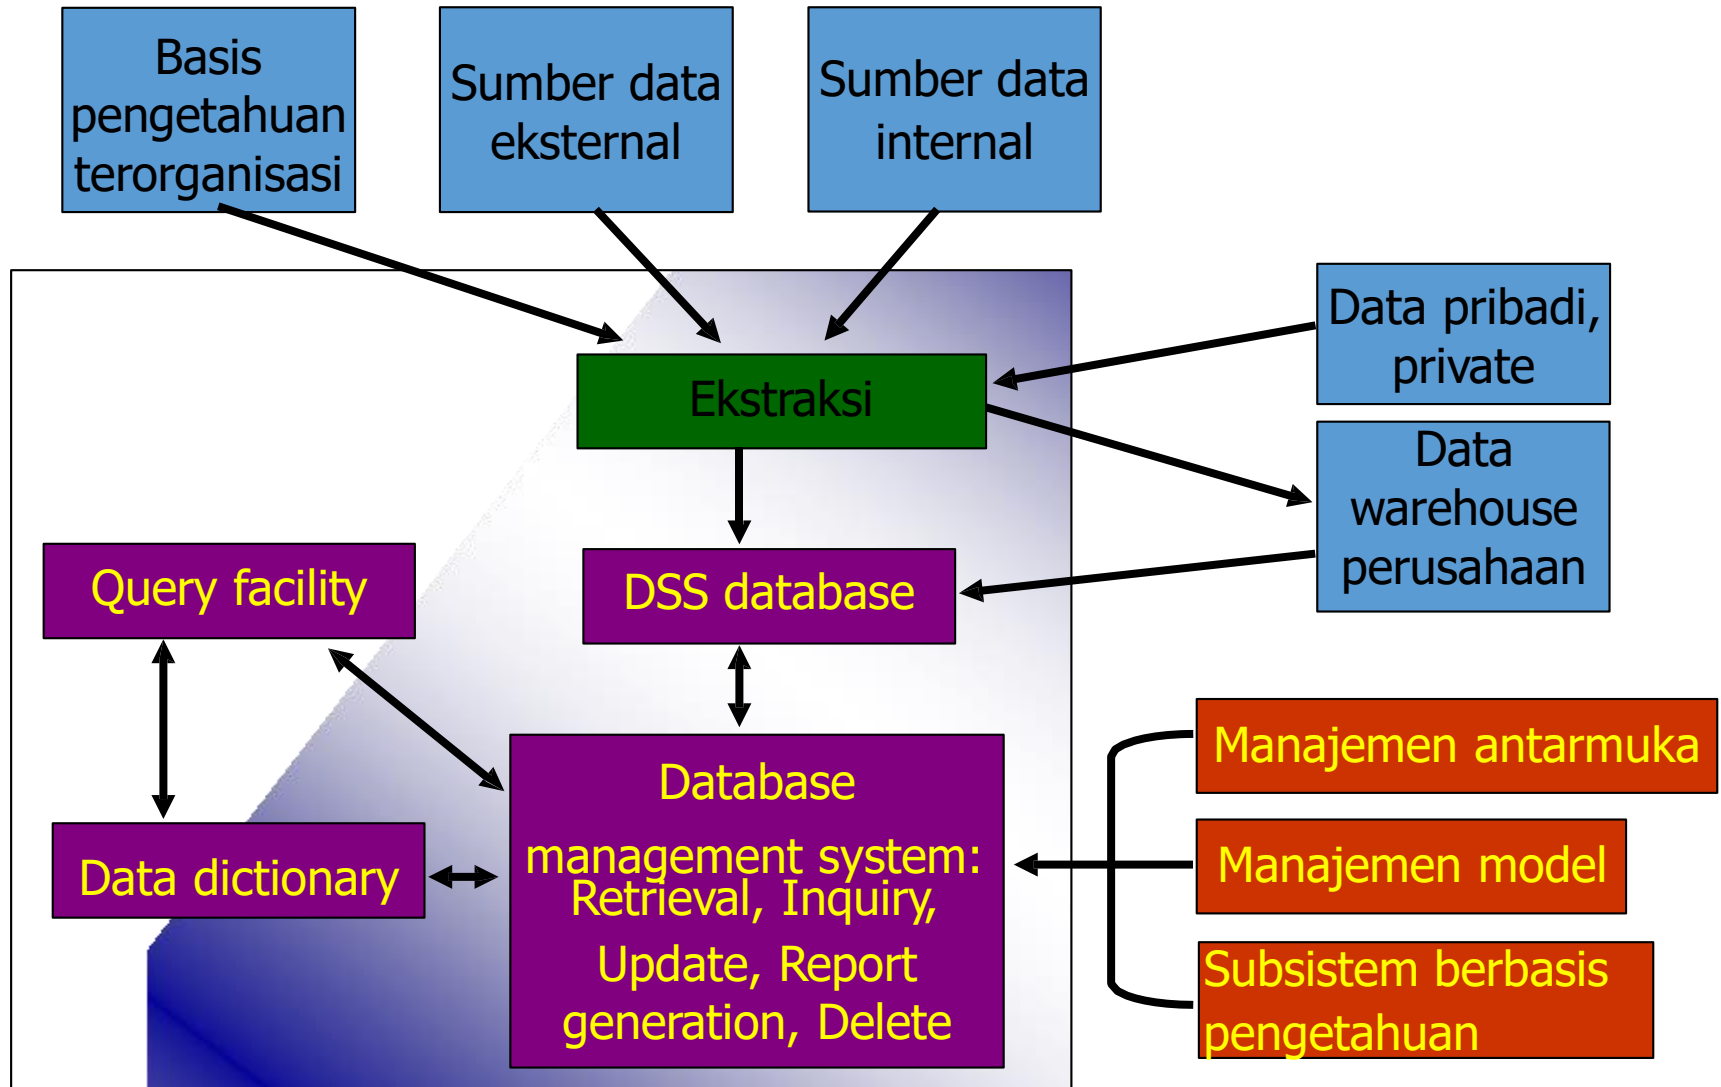 Basis
pengetahuan
terorganisasi
Sumber data
eksternal
Sumber data
internal
Data pribadi,
private
Ekstraksi
Data
warehouse
perusahaan
Query facility
DSS database
Manajemen antarmuka
Database
management system:
Retrieval, Inquiry,
Update, Report
generation, Delete
Data dictionary
Manajemen model
Subsistem berbasis
pengetahuan